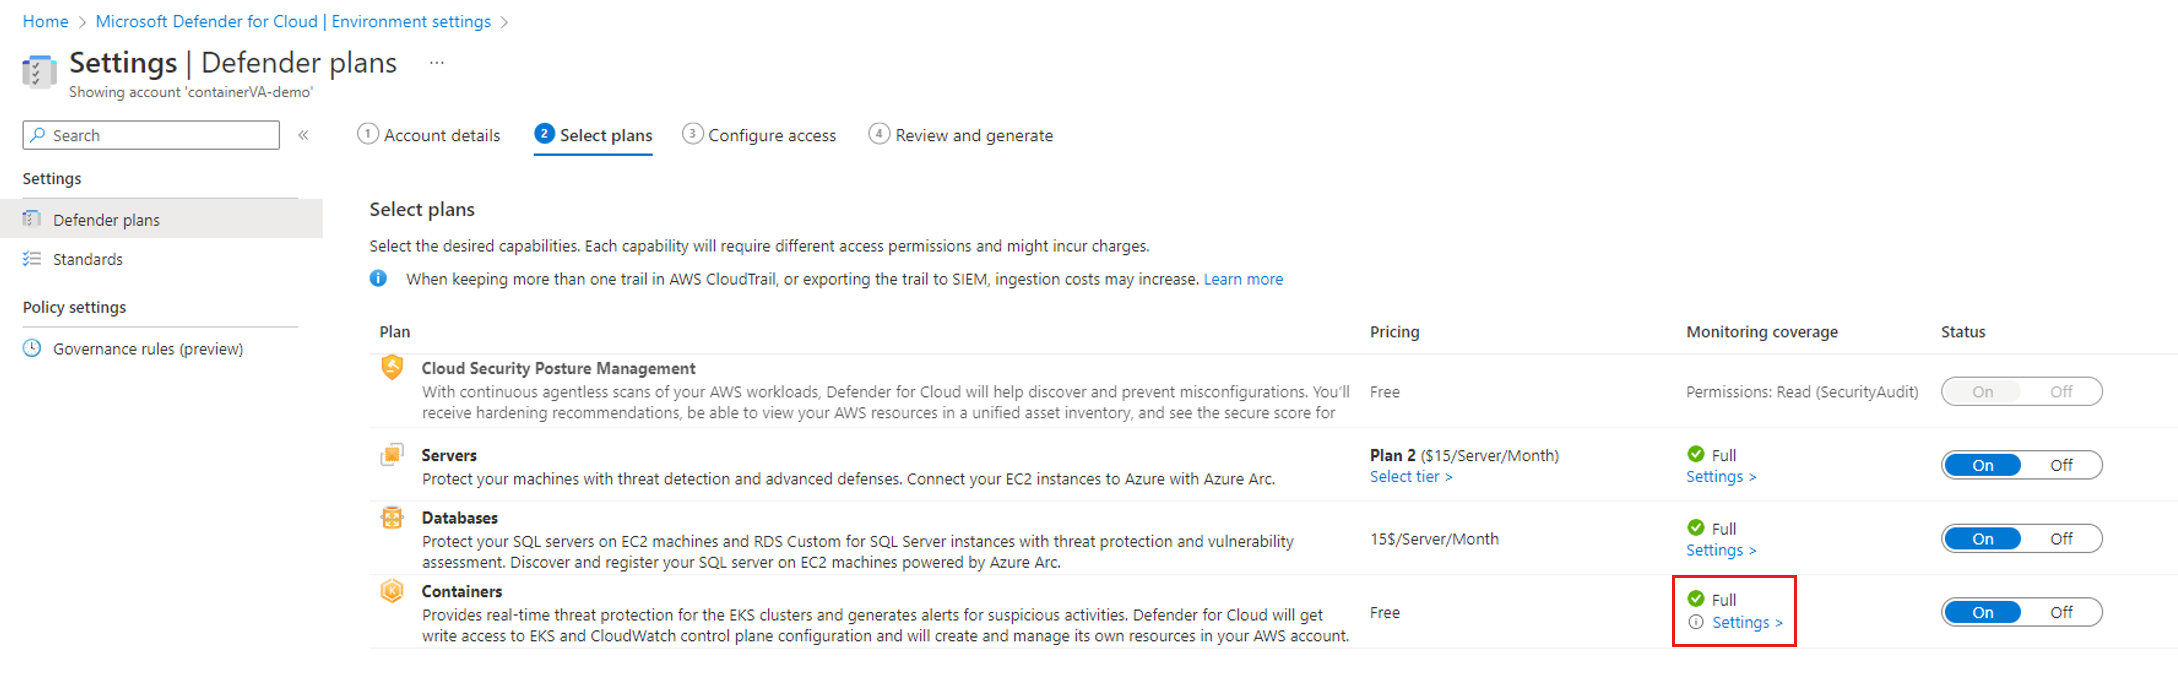 Home > Microsoft Defender for Cloud | Environment settings >
Settings | Defender plans ...
Showing account 'containerVA-demo'
Search «
Settings
Defender plans
Standards
Policy settings
Governance rules (preview)
1 Account details 2 Select plans 3 Configure access 4 Review and generate
Select plans
Select the desired capabilities. Each capability will require different access permissions and might incur charges.
When keeping more than one trail in AWS CloudTrail, or exporting the trail to SIEM, ingestion costs may increase. Learn more
Plan Pricing Monitoring coverage Status
Cloud Security Posture Management
With continuous agentless scans of your AWS workloads, Defender for Cloud will help discover and prevent misconfigurations. You'll
receive hardening recommendations, be able to view your AWS resources in a unified asset inventory, and see the secure score for
Free Permissions: Read (SecurityAudit) On Off
Servers
Protect your machines with threat detection and advanced defenses. Connect your EC2 instances to Azure with Azure Arc.
Plan 2 ($15/Server/Month)
Select tier >
Full
Settings >
On Off
Databases
Protect your SQL servers on EC2 machines and RDS Custom for SQL Server instances with threat protection and vulnerability
assessment. Discover and register your SQL server on EC2 machines powered by Azure Arc.
15$/Server/Month
Full
Settings >
On Off
Containers
Provides real-time threat protection for the EKS clusters and generates alerts for suspicious activities. Defender for Cloud will get
write access to EKS and CloudWatch control plane configuration and will create and manage its own resources in your AWS account.
Free
Full
Settings >
On Off